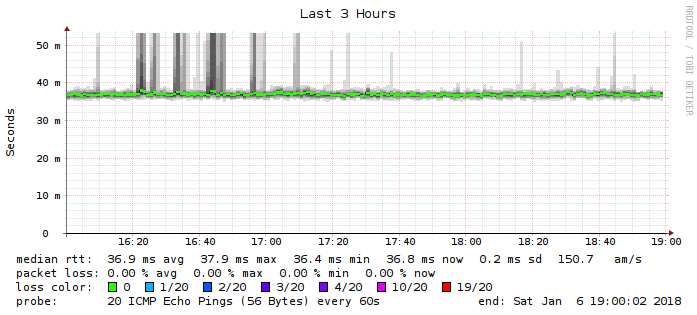 Last 3 Hours
RRDTOOL / TOBI OETIKER
Seconds
50 m
40 m
30 m
20 m
10 m
0
16:20 16:40 17:00 17:20 17:40 18:00 18:20 18:40 19:00
median rtt: 36.9 ms avg 37.9 ms max 36.4 ms min 36.8 ms now 0.2 ms sd 150.7 am/s
packet loss: 0.00 % avg 0.00 % max 0.00 % min 0.00 % now
loss color: 0 1/20 2/20 3/20 4/20 10/20 19/20
probe: 20 ICMP Echo Pings (56 Bytes) every 60s end: Sat Jan 6 19:00:02 2018